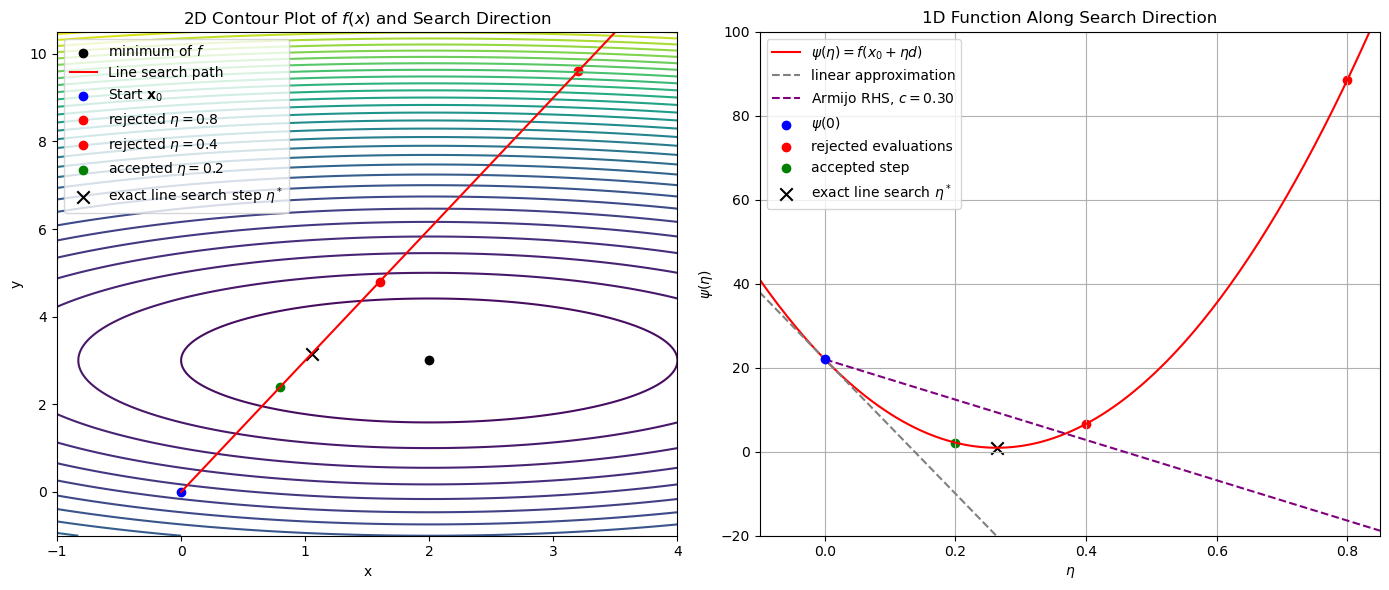 2D Contour Plot of f(x) and Search Direction
minimum of f
Line search path
Start x₀
rejected η = 0.8
rejected η = 0.4
accepted η = 0.2
exact line search step η*
10
8
6
4
2
0
y
−1
0
1
2
3
4
x
1D Function Along Search Direction
ψ(η) = f(x₀ + ηd)
linear approximation
Armijo RHS, c = 0.30
ψ(0)
rejected evaluations
accepted step
exact line search η*
100
80
60
40
20
0
−20
ψ(η)
0.0
0.2
0.4
0.6
0.8
η